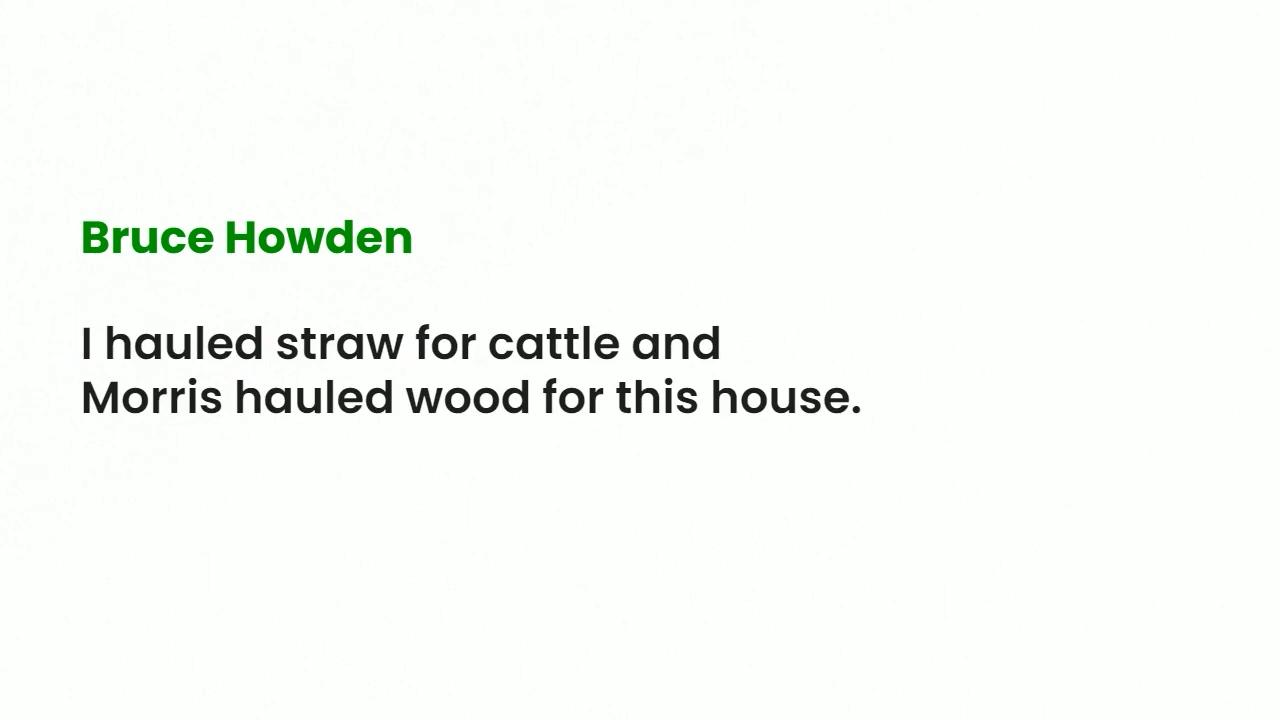 Bruce Howden
I hauled straw for cattle and
Morris hauled wood for this house.